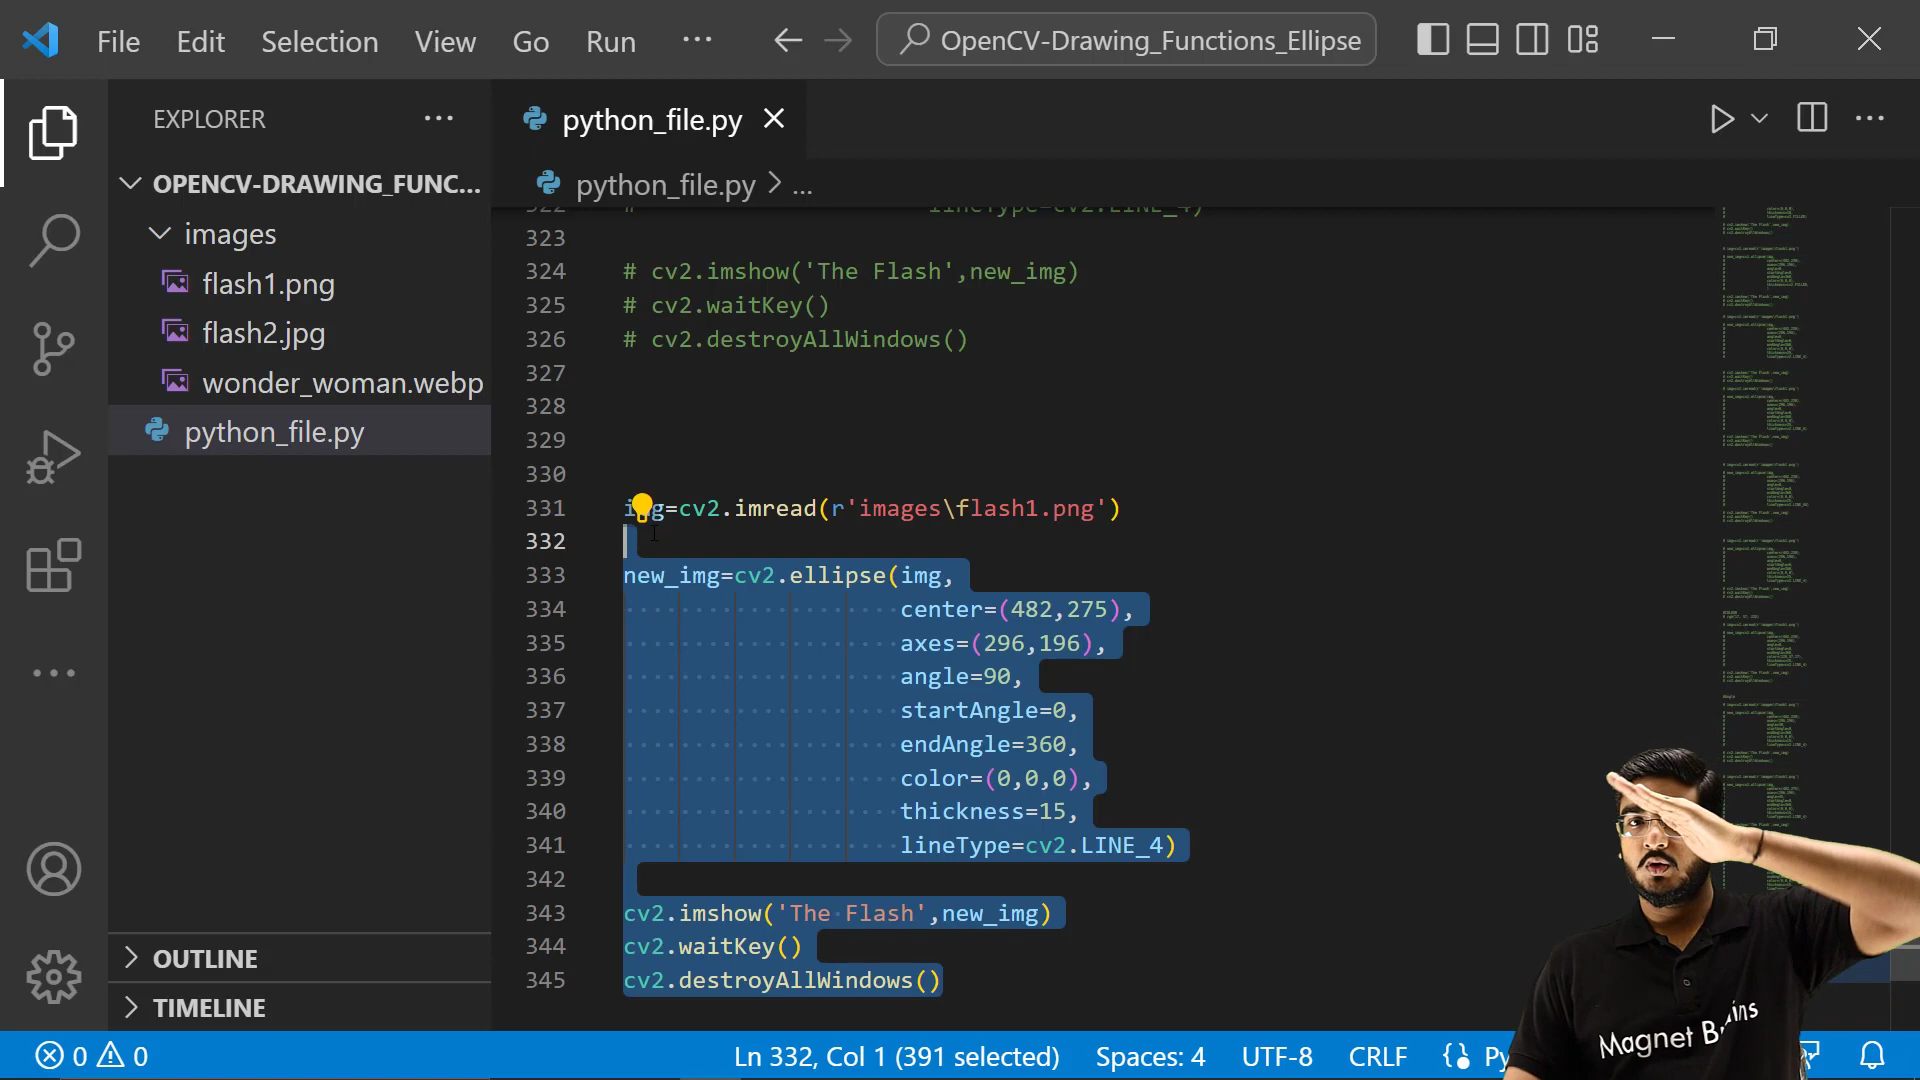 File Edit Selection View Go Run ... OpenCV-Drawing_Functions_Ellipse
EXPLORER
OPENCV-DRAWING_FUNC...
images
flash1.png
flash2.jpg
wonder_woman.webp
python_file.py
OUTLINE
TIMELINE
python_file.py
python_file.py > ...
322 # lineType=cv2.LINE_4)
323
324 # cv2.imshow('The Flash',new_img)
325 # cv2.waitKey()
326 # cv2.destroyAllWindows()
327
328
329
330
331 img=cv2.imread(r'images\flash1.png')
332
333 new_img=cv2.ellipse(img,
334 center=(482,275),
335 axes=(296,196),
336 angle=90,
337 startAngle=0,
338 endAngle=360,
339 color=(0,0,0),
340 thickness=15,
341 lineType=cv2.LINE_4)
342
343 cv2.imshow('The Flash',new_img)
344 cv2.waitKey()
345 cv2.destroyAllWindows()
Magnet Brains
0 0 Ln 332, Col 1 (391 selected) Spaces: 4 UTF-8 CRLF Py